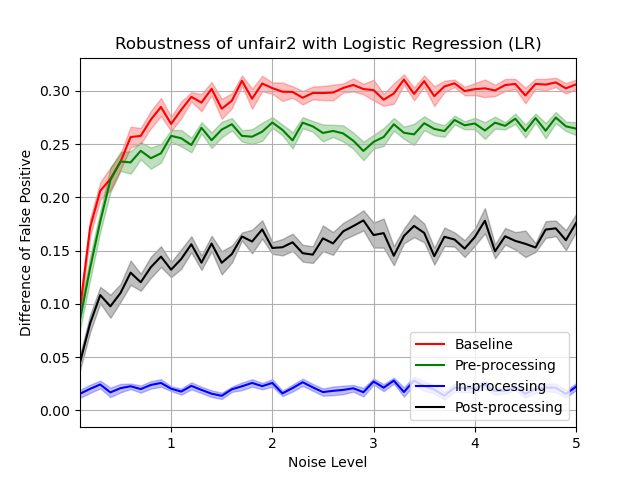 Robustness of unfair2 with Logistic Regression (LR)
Difference of False Positive
0.30
0.25
0.20
0.15
0.10
0.05
0.00
Baseline
Pre-processing
In-processing
Post-processing
1 2 3 4 5
Noise Level